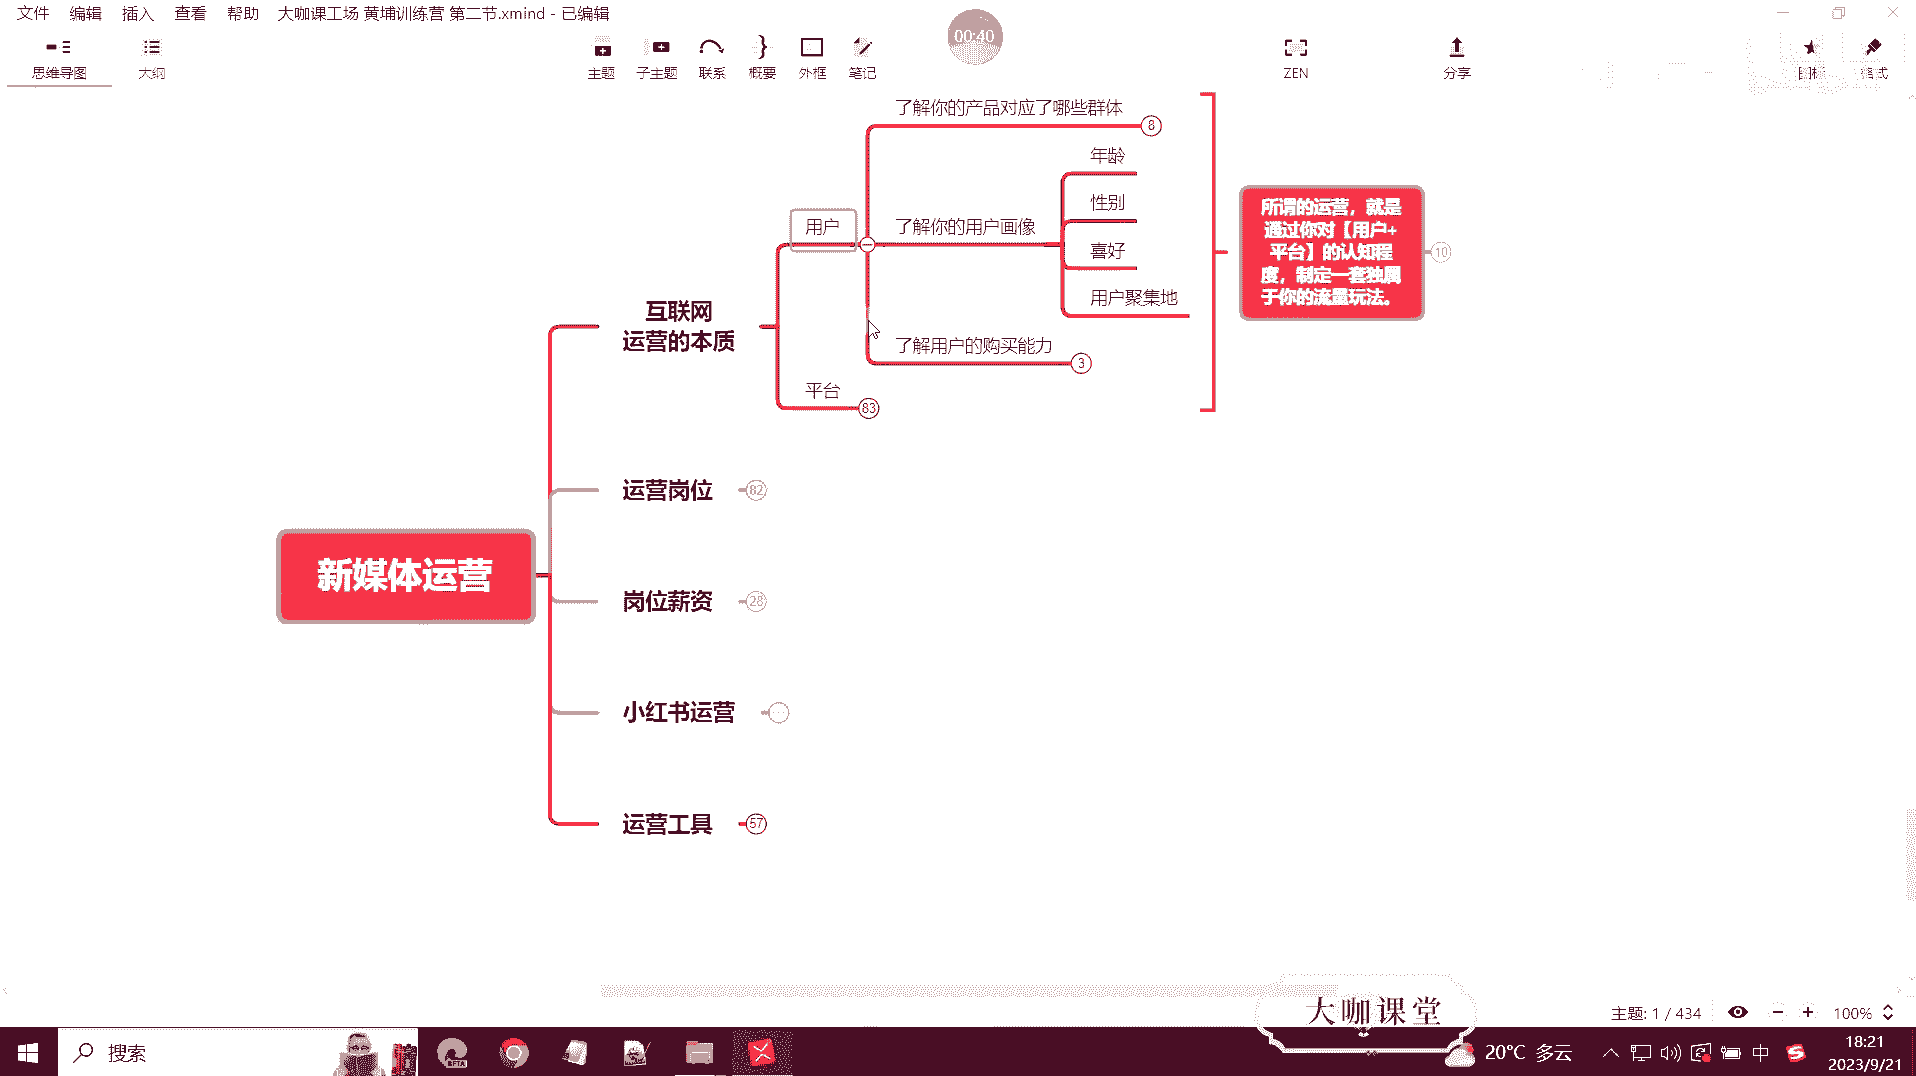 文件 编辑 插入 查看 帮助 大咖课工场 黄埔训练营 第二节.xmind - 已编辑
00:40
思维导图 大纲 主题 子主题 联系 概要 外框 笔记 ZEN 分享 图标 格式
了解你的产品对应了哪些群体
8
年龄
性别
用户
了解你的用户画像
喜好
用户聚集地
所谓的运营，就是
通过你对【用户+
平台】的认知程
度，制定一套独属
于你的流量玩法。
10
互联网
运营的本质
了解用户的购买能力
3
平台
83
运营岗位
82
新媒体运营
岗位薪资
28
小红书运营
运营工具
57
大咖课堂
主题: 1 / 434
100%
搜索
BETA
20°C 多云
中
18:21
2023/9/21